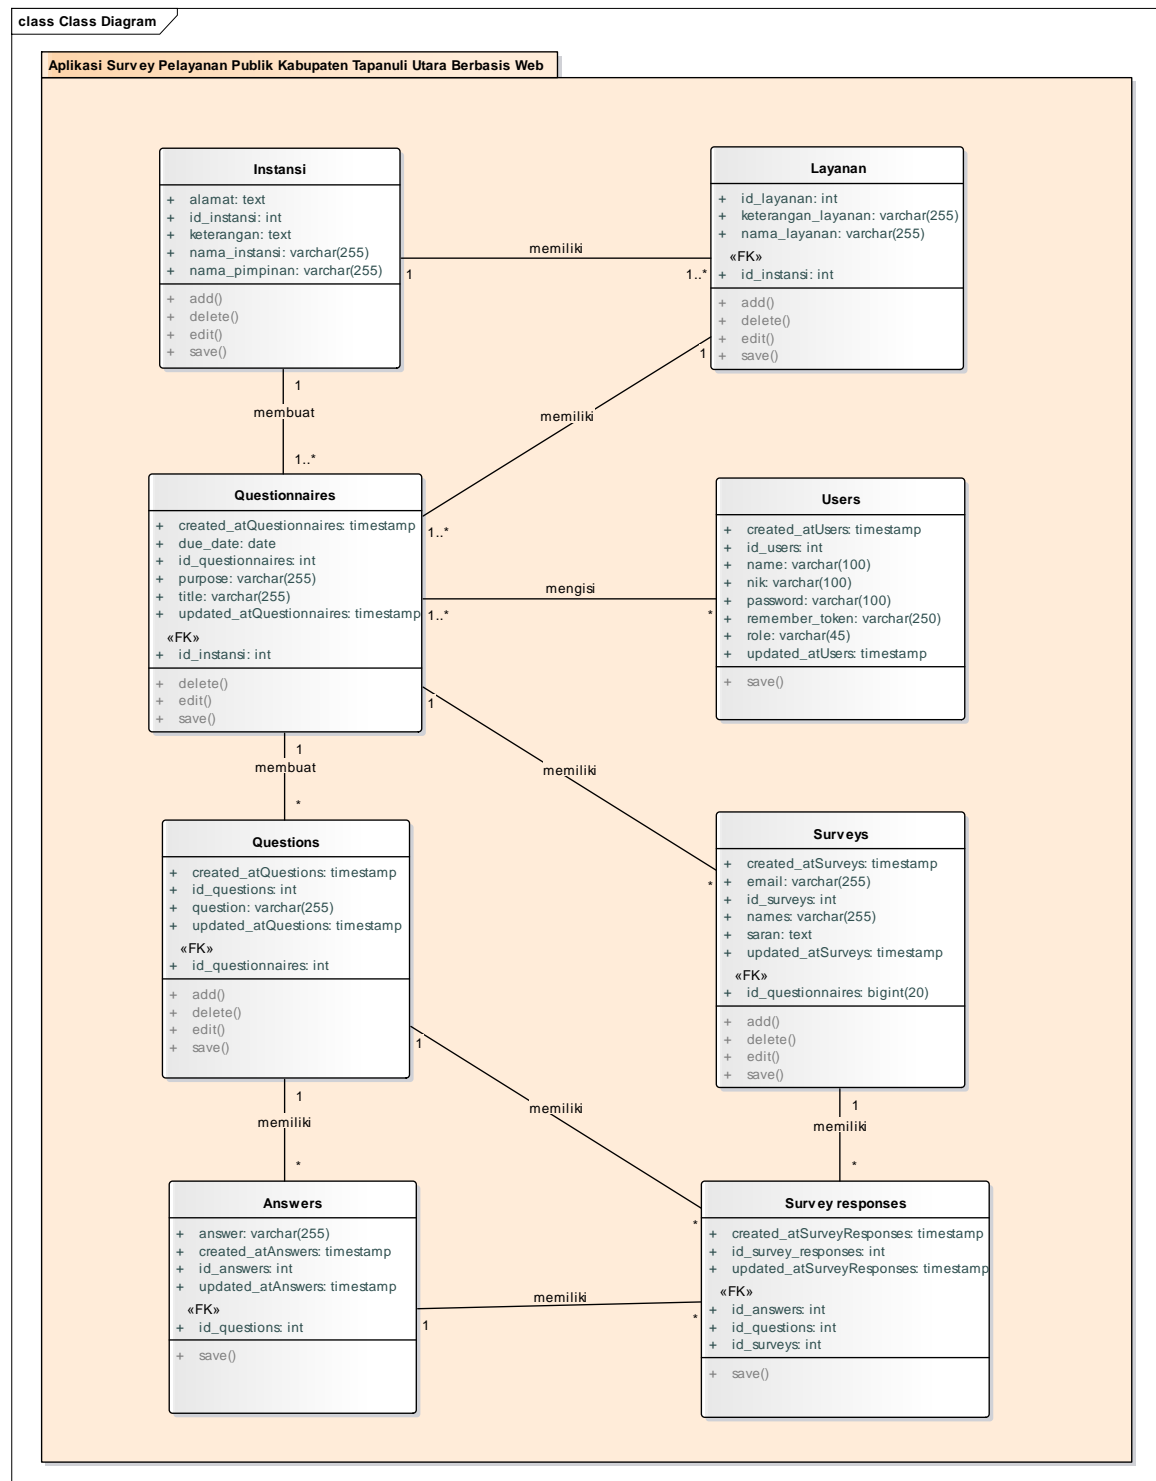 class Class Diagram
Aplikasi Survey Pelayanan Publik Kabupaten Tapanuli Utara Berbasis Web
Instansi
+ alamat: text
+ id_instansi: int
+ keterangan: text
+ nama_instansi: varchar(255)
+ nama_pimpinan: varchar(255)
+ add()
+ delete()
+ edit()
+ save()
memiliki
1
1..*
Layanan
+ id_layanan: int
+ keterangan_layanan: varchar(255)
+ nama_layanan: varchar(255)
«FK»
+ id_instansi: int
+ add()
+ delete()
+ edit()
+ save()
1
membuat
1..*
1
memiliki
1..*
Questionnaires
+ created_atQuestionnaires: timestamp
+ due_date: date
+ id_questionnaires: int
+ purpose: varchar(255)
+ title: varchar(255)
+ updated_atQuestionnaires: timestamp
«FK»
+ id_instansi: int
+ delete()
+ edit()
+ save()
mengisi
1..*
*
Users
+ created_atUsers: timestamp
+ id_users: int
+ name: varchar(100)
+ nik: varchar(100)
+ password: varchar(100)
+ remember_token: varchar(250)
+ role: varchar(45)
+ updated_atUsers: timestamp
+ save()
1
memiliki
*
1
membuat
*
Questions
+ created_atQuestions: timestamp
+ id_questions: int
+ question: varchar(255)
+ updated_atQuestions: timestamp
«FK»
+ id_questionnaires: int
+ add()
+ delete()
+ edit()
+ save()
Surveys
+ created_atSurveys: timestamp
+ email: varchar(255)
+ id_surveys: int
+ names: varchar(255)
+ saran: text
+ updated_atSurveys: timestamp
«FK»
+ id_questionnaires: bigint(20)
+ add()
+ delete()
+ edit()
+ save()
1
memiliki
*
1
memiliki
*
1
memiliki
*
Answers
+ answer: varchar(255)
+ created_atAnswers: timestamp
+ id_answers: int
+ updated_atAnswers: timestamp
«FK»
+ id_questions: int
+ save()
memiliki
1
*
Survey responses
+ created_atSurveyResponses: timestamp
+ id_survey_responses: int
+ updated_atSurveyResponses: timestamp
«FK»
+ id_answers: int
+ id_questions: int
+ id_surveys: int
+ save()